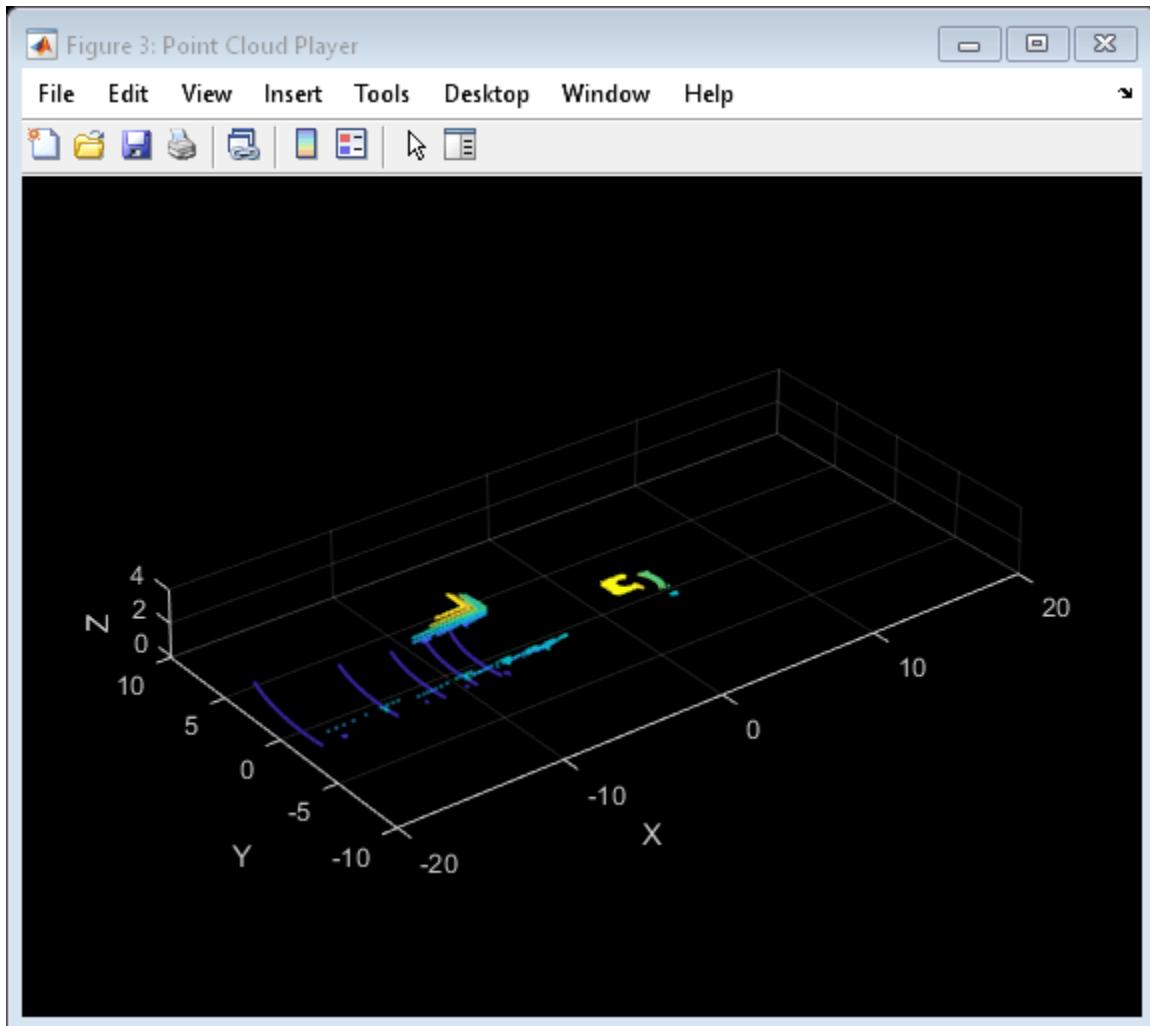 Figure 3: Point Cloud Player
File Edit View Insert Tools Desktop Window Help
4
2
0
Z
10
5
0
-5
-10
Y
-20
-10
0
10
20
X